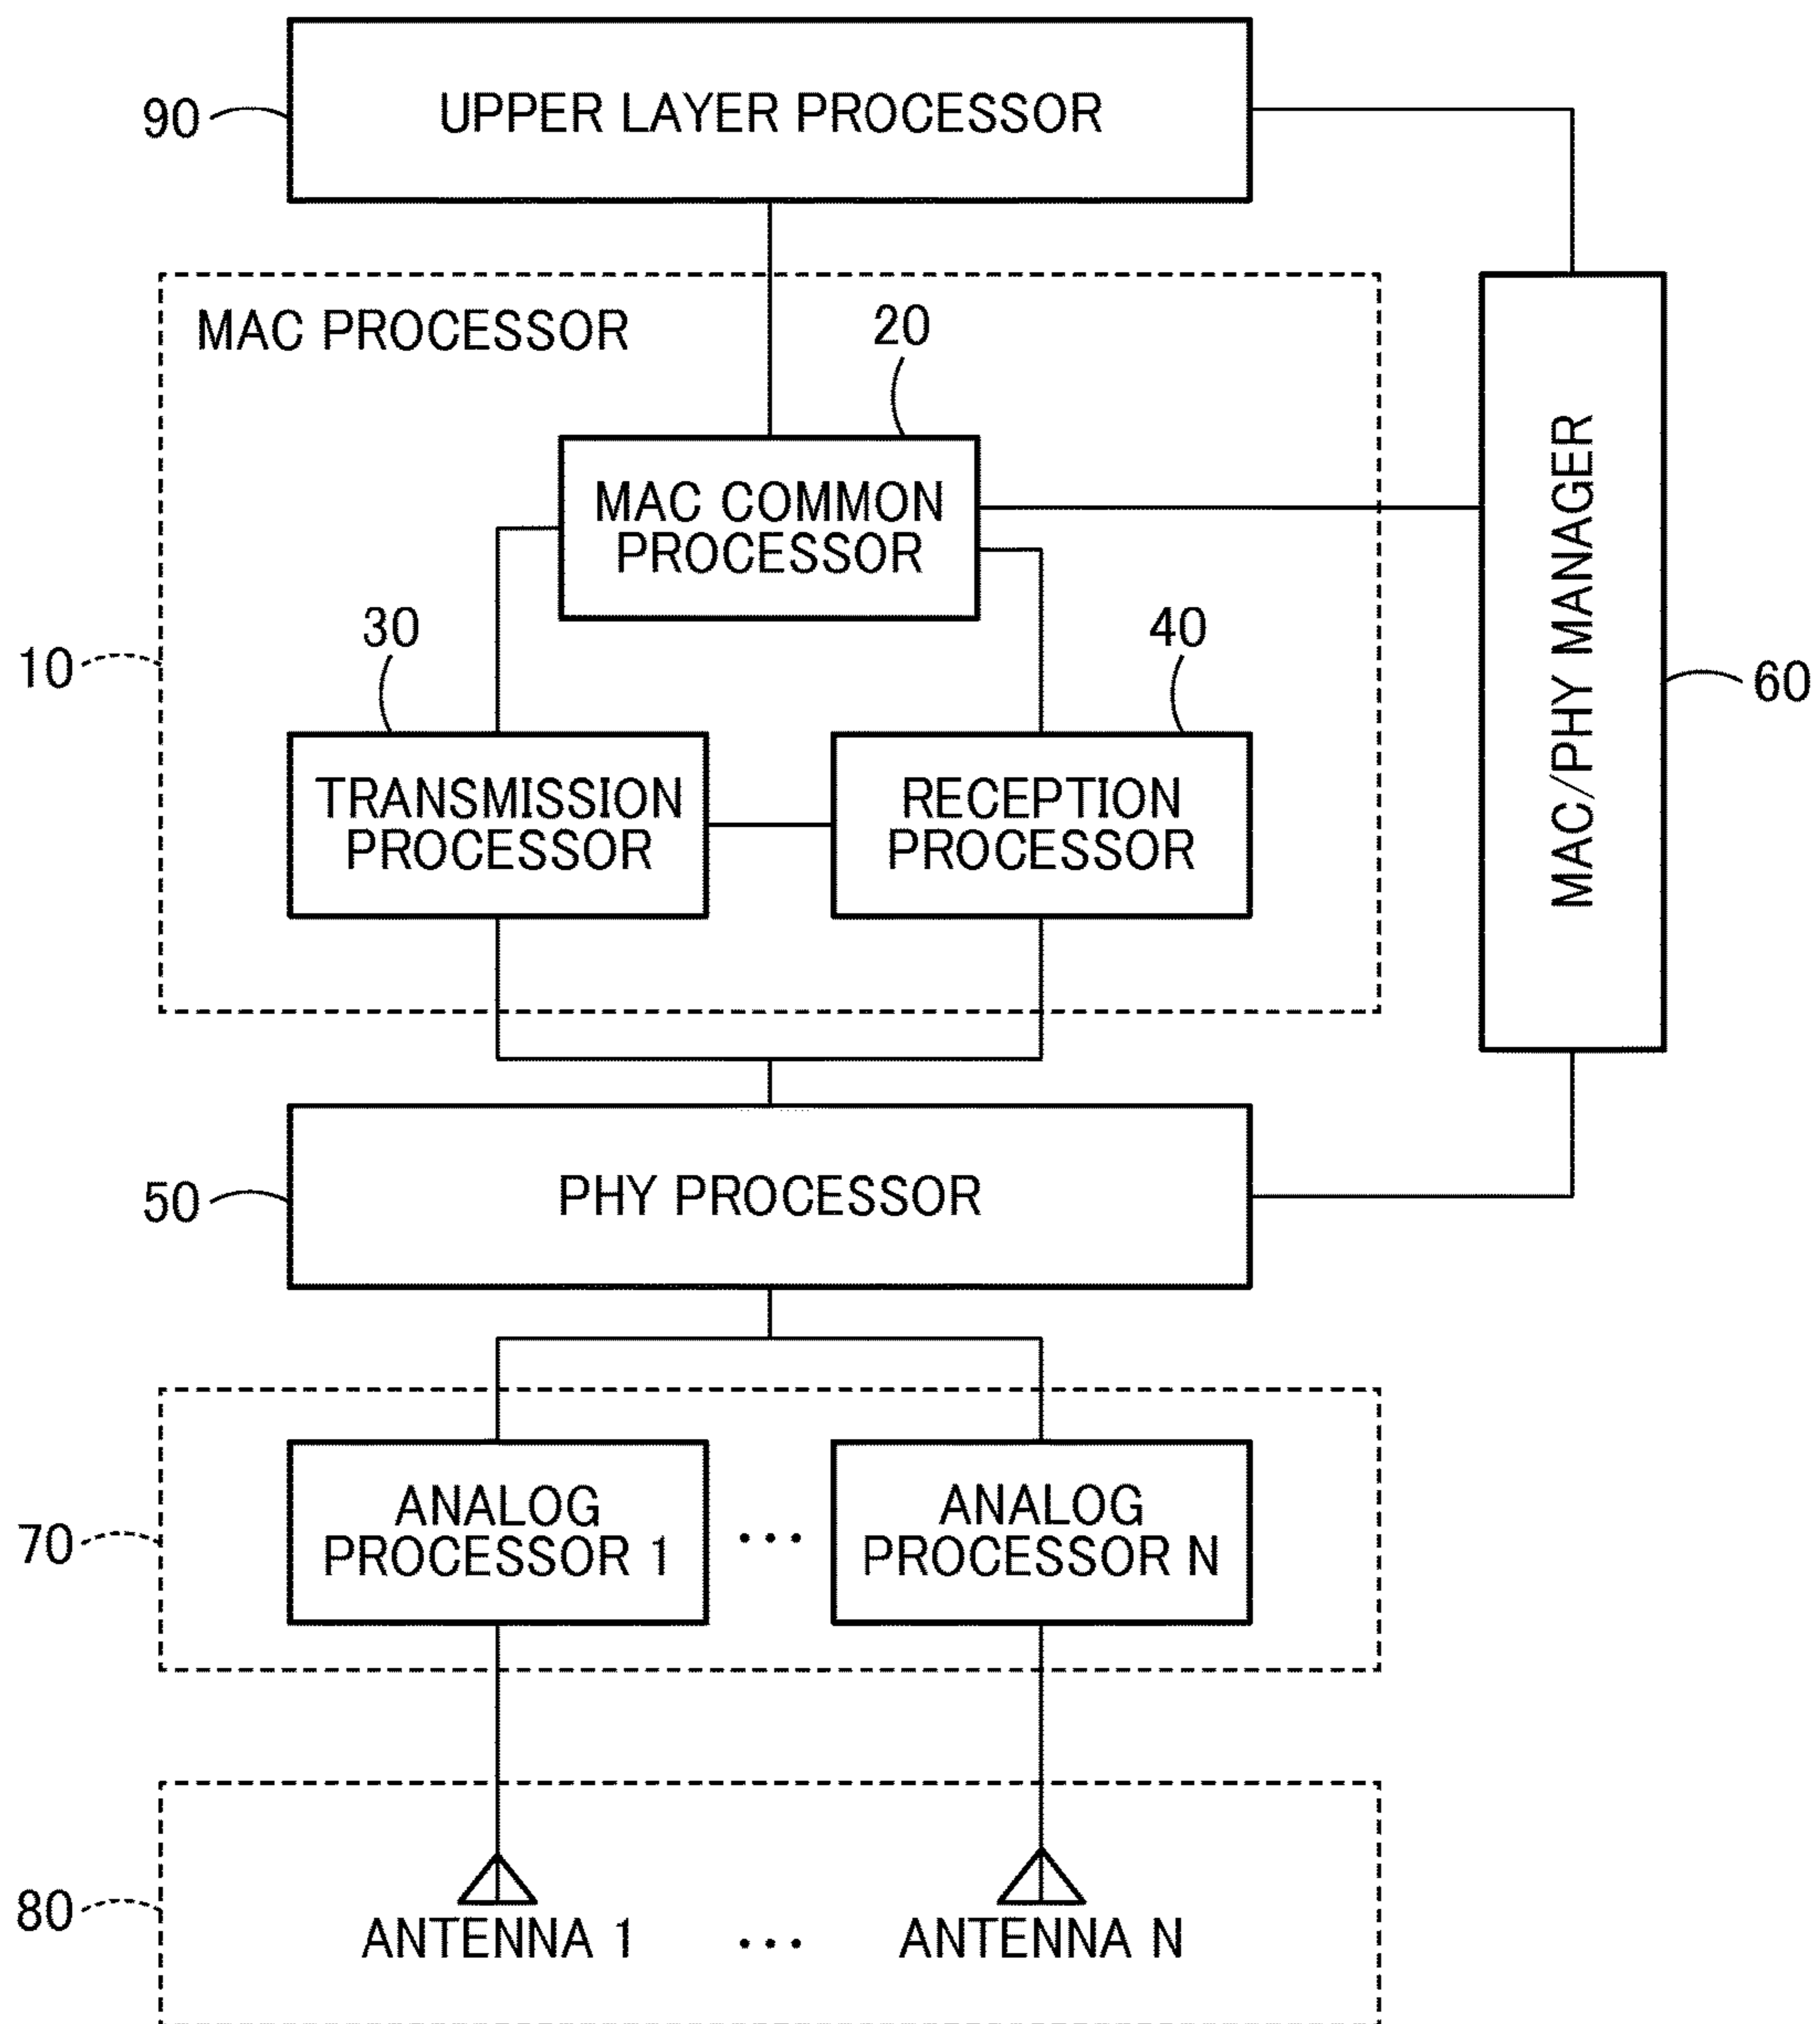 UPPER LAYER PROCESSOR
90
MAC PROCESSOR
20
MAC COMMON
PROCESSOR
MAC/PHY MANAGER
30
40
10
60
TRANSMISSION
PROCESSOR
RECEPTION
PROCESSOR
PHY PROCESSOR
50
ANALOG
PROCESSOR 1
...
ANALOG
PROCESSOR N
70
80
ANTENNA 1
...
ANTENNA N